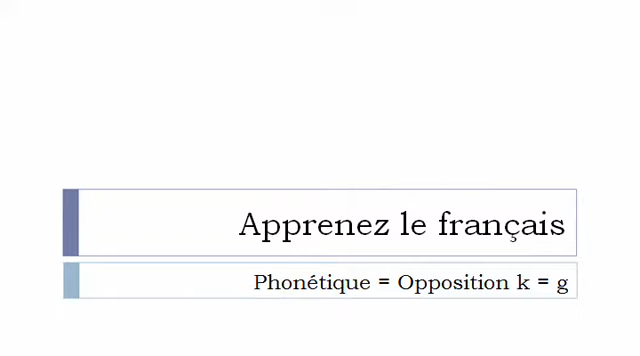 Apprenez le français
Phonétique = Opposition k = g